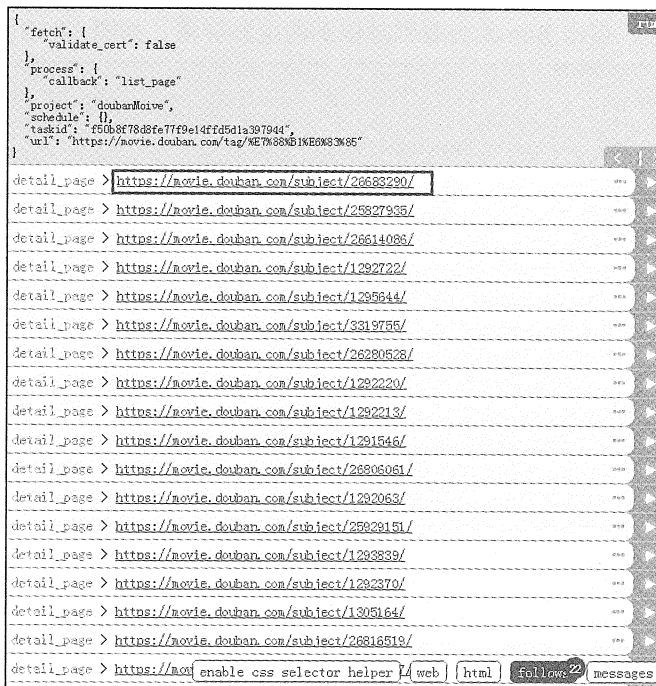 {
"fetch": {
"validate_cert": false
},
"process": {
"callback": "list_page"
},
"project": "doubanMoive",
"schedule": {},
"taskid": "f50b8f78d8fe77f9e14ffd5d1a397944",
"url": "https://movie.douban.com/tag/%E7%88%B1%E6%83%85"
}
< | 
detail_page > https://movie.douban.com/subject/26683290/
detail_page > https://movie.douban.com/subject/25827935/
detail_page > https://movie.douban.com/subject/26614086/
detail_page > https://movie.douban.com/subject/1292722/
detail_page > https://movie.douban.com/subject/1295644/
detail_page > https://movie.douban.com/subject/3319755/
detail_page > https://movie.douban.com/subject/26280528/
detail_page > https://movie.douban.com/subject/1292220/
detail_page > https://movie.douban.com/subject/1292213/
detail_page > https://movie.douban.com/subject/1291546/
detail_page > https://movie.douban.com/subject/26806061/
detail_page > https://movie.douban.com/subject/1292063/
detail_page > https://movie.douban.com/subject/25929151/
detail_page > https://movie.douban.com/subject/1293839/
detail_page > https://movie.douban.com/subject/1292370/
detail_page > https://movie.douban.com/subject/1305164/
detail_page > https://movie.douban.com/subject/26816519/
detail_page > https://mov enable css selector helper web html follows 22 messages